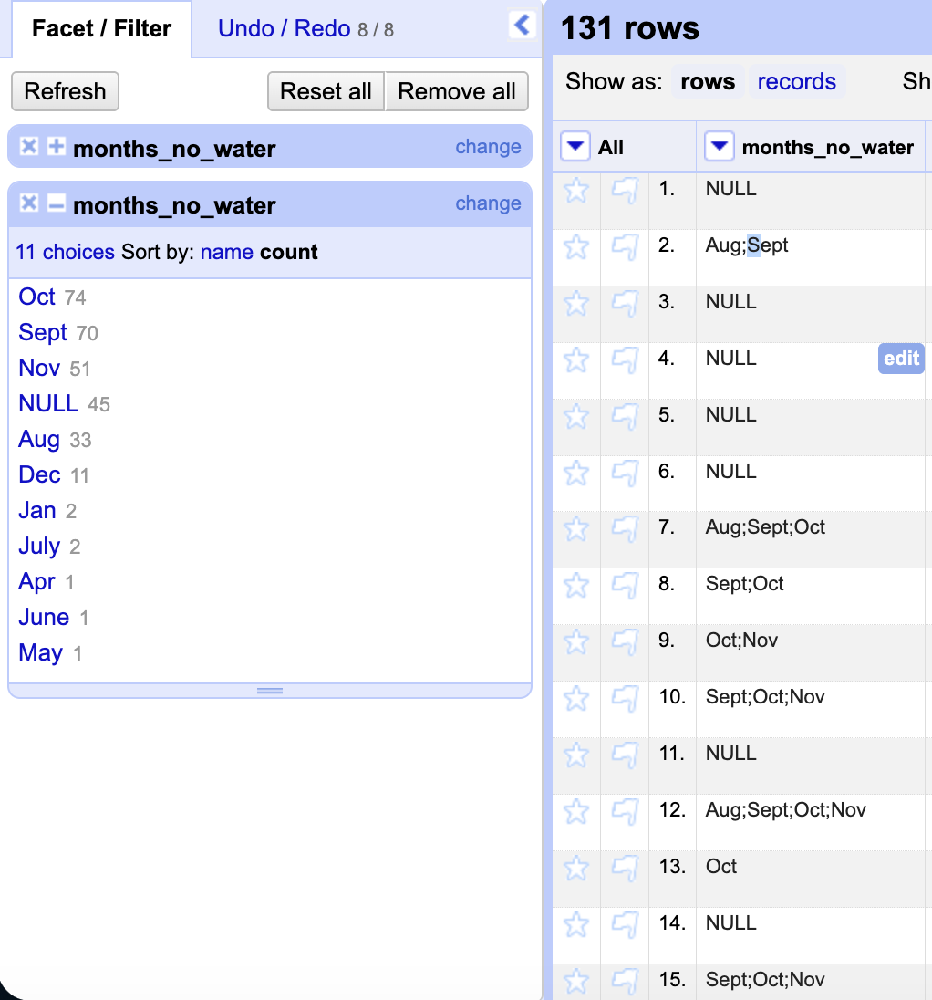 Facet / Filter
Undo / Redo 8 / 8
Refresh
Reset all
Remove all
months_no_water
change
months_no_water
change
11 choices Sort by: name count
Oct 74
Sept 70
Nov 51
NULL 45
Aug 33
Dec 11
Jan 2
July 2
Apr 1
June 1
May 1
131 rows
Show as: rows records Sh
All
months_no_water
1. NULL
2. Aug;Sept
3. NULL
4. NULL edit
5. NULL
6. NULL
7. Aug;Sept;Oct
8. Sept;Oct
9. Oct;Nov
10. Sept;Oct;Nov
11. NULL
12. Aug;Sept;Oct;Nov
13. Oct
14. NULL
15. Sept;Oct;Nov